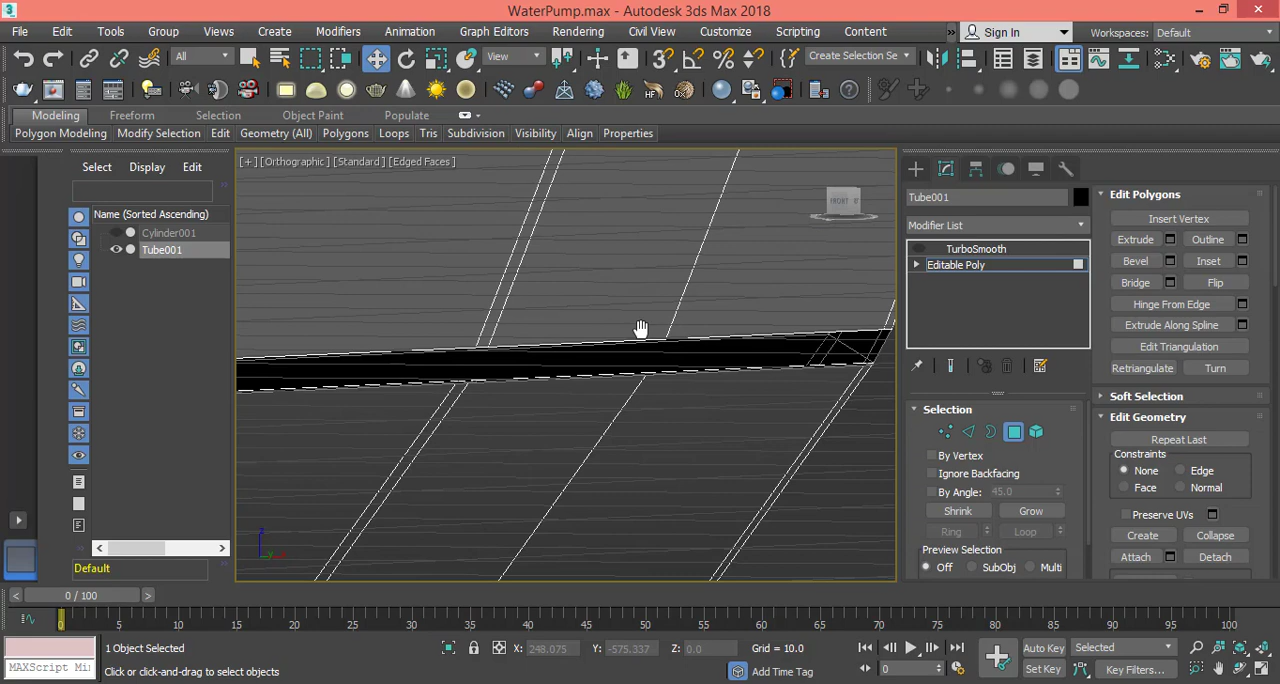 WaterPump.max - Autodesk 3ds Max 2018
File Edit Tools Group Views Create Modifiers Animation Graph Editors Rendering Civil View Customize Scripting Content Sign In Workspaces: Default
All View Create Selection Se
Modeling Freeform Selection Object Paint Populate
Polygon Modeling Modify Selection Edit Geometry (All) Polygons Loops Tris Subdivision Visibility Align Properties
Select Display Edit
Name (Sorted Ascending)
Cylinder001
Tube001
Default
[+] [Orthographic] [Standard] [Edged Faces]
FRONT
Tube001
Modifier List
TurboSmooth
Editable Poly
Selection
By Vertex
Ignore Backfacing
By Angle: 45.0
Shrink Grow
Ring Loop
Preview Selection
Off SubObj Multi
Edit Polygons
Insert Vertex
Extrude Outline
Bevel Inset
Bridge Flip
Hinge From Edge
Extrude Along Spline
Edit Triangulation
Retriangulate Turn
Soft Selection
Edit Geometry
Repeat Last
Constraints
None Edge
Face Normal
Preserve UVs
Create Collapse
Attach Detach
< 0 / 100 >
0 5 10 15 20 25 30 35 40 45 50 55 60 65 70 75 80 85 90 95 100
MAXScript Mi
1 Object Selected
Click or click-and-drag to select objects
X: 248.075 Y: -575.337 Z: 0.0 Grid = 10.0
Add Time Tag
0
Auto Key Selected
Set Key Key Filters...